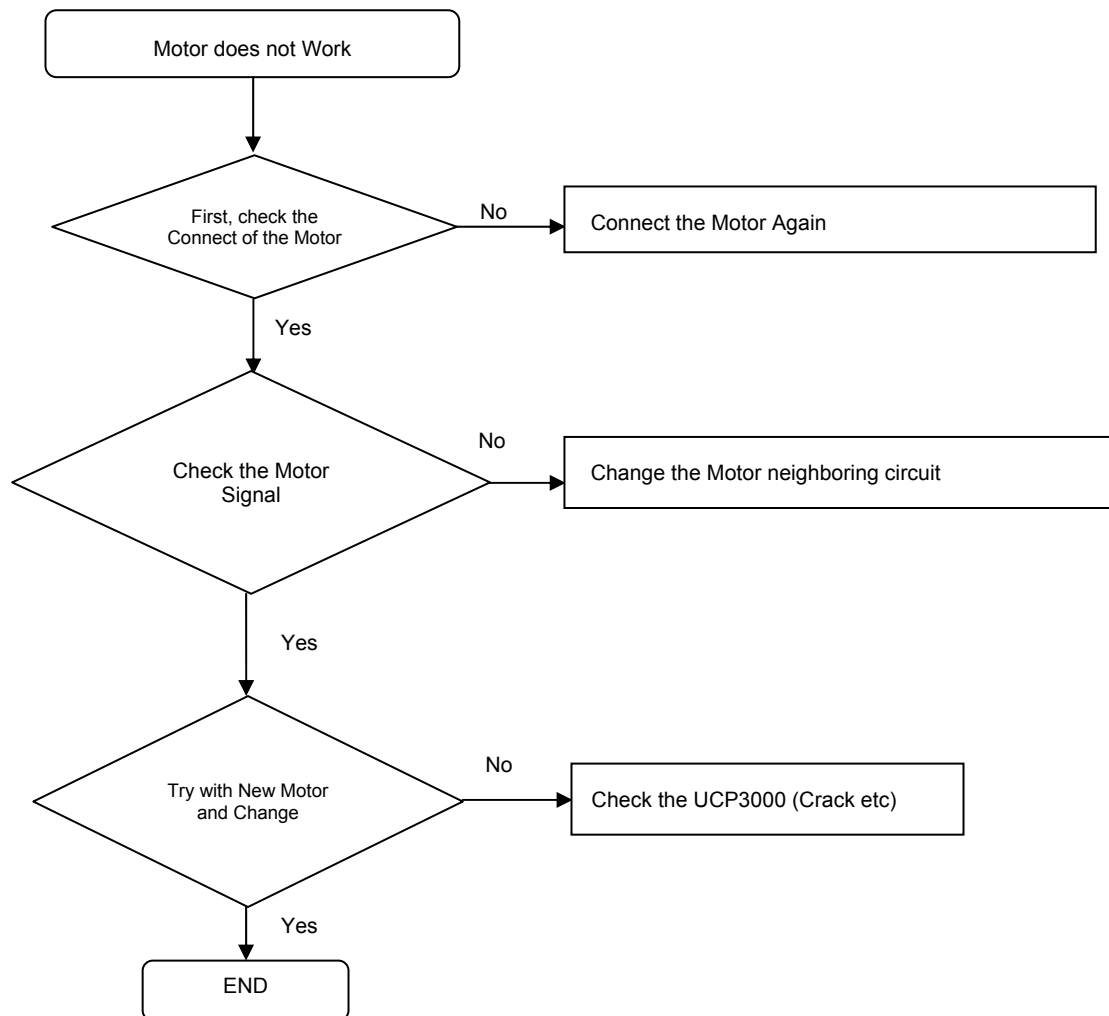 Motor does not Work
First, check the
Connect of the Motor
No
Connect the Motor Again
Yes
Check the Motor
Signal
No
Change the Motor neighboring circuit
Yes
Try with New Motor
and Change
No
Check the UCP3000 (Crack etc)
Yes
END